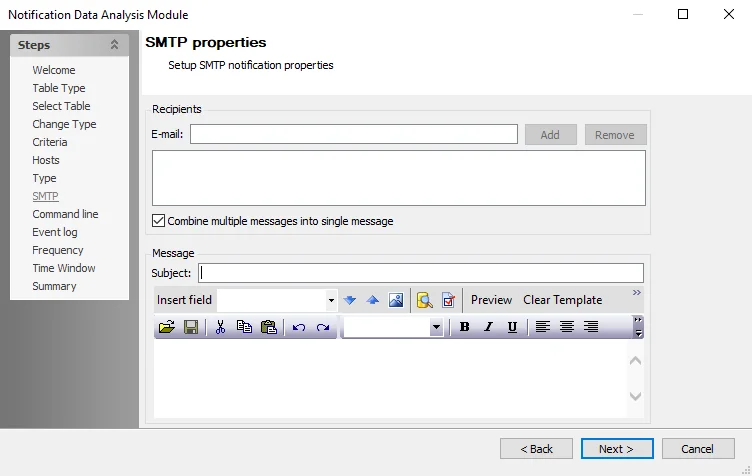 Notification Data Analysis Module
Steps
Welcome
Table Type
Select Table
Change Type
Criteria
Hosts
Type
SMTP
Command line
Event log
Frequency
Time Window
Summary
SMTP properties
Setup SMTP notification properties
Recipients
E-mail: Add Remove
Combine multiple messages into single message
Message
Subject:
Insert field Preview Clear Template
B I U
< Back Next > Cancel